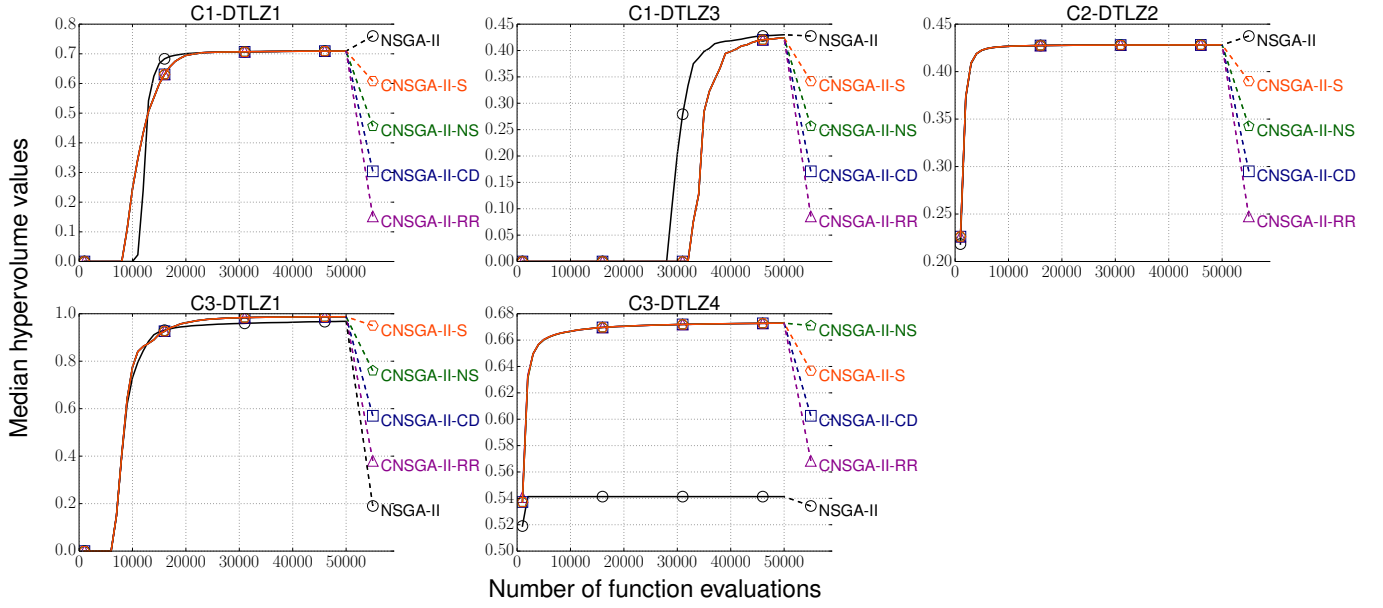 C1-DTLZ1
0.8
0.7
0.6
0.5
0.4
0.3
0.2
0.1
0.0
0
10000
20000
30000
40000
50000
NSGA-II
CNSGA-II-S
CNSGA-II-NS
CNSGA-II-CD
CNSGA-II-RR
C1-DTLZ3
0.45
0.40
0.35
0.30
0.25
0.20
0.15
0.10
0.05
0.00
0
10000
20000
30000
40000
50000
NSGA-II
CNSGA-II-S
CNSGA-II-NS
CNSGA-II-CD
CNSGA-II-RR
C2-DTLZ2
0.45
0.40
0.35
0.30
0.25
0.20
0
10000
20000
30000
40000
50000
NSGA-II
CNSGA-II-S
CNSGA-II-NS
CNSGA-II-CD
CNSGA-II-RR
C3-DTLZ1
1.0
0.8
0.6
0.4
0.2
0.0
0
10000
20000
30000
40000
50000
CNSGA-II-S
CNSGA-II-NS
CNSGA-II-CD
CNSGA-II-RR
NSGA-II
C3-DTLZ4
0.68
0.66
0.64
0.62
0.60
0.58
0.56
0.54
0.52
0.50
0
10000
20000
30000
40000
50000
CNSGA-II-NS
CNSGA-II-S
CNSGA-II-CD
CNSGA-II-RR
NSGA-II
Median hypervolume values
Number of function evaluations